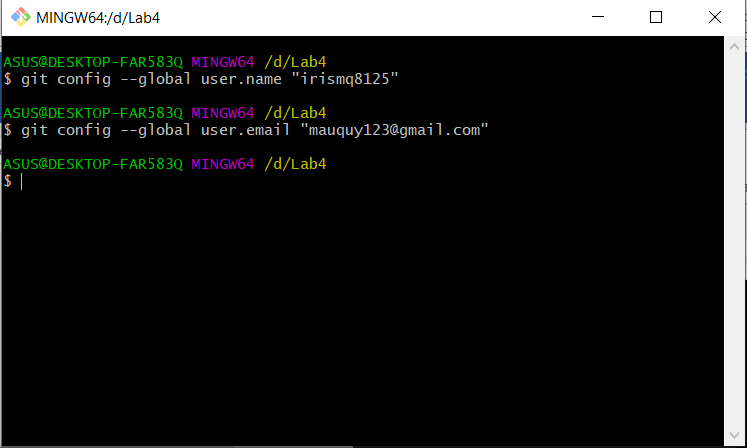 MINGW64:/d/Lab4
ASUS@DESKTOP-FAR583Q MINGW64 /d/Lab4
$ git config --global user.name "irismq8125"
ASUS@DESKTOP-FAR583Q MINGW64 /d/Lab4
$ git config --global user.email "mauquy123@gmail.com"
ASUS@DESKTOP-FAR583Q MINGW64 /d/Lab4
$